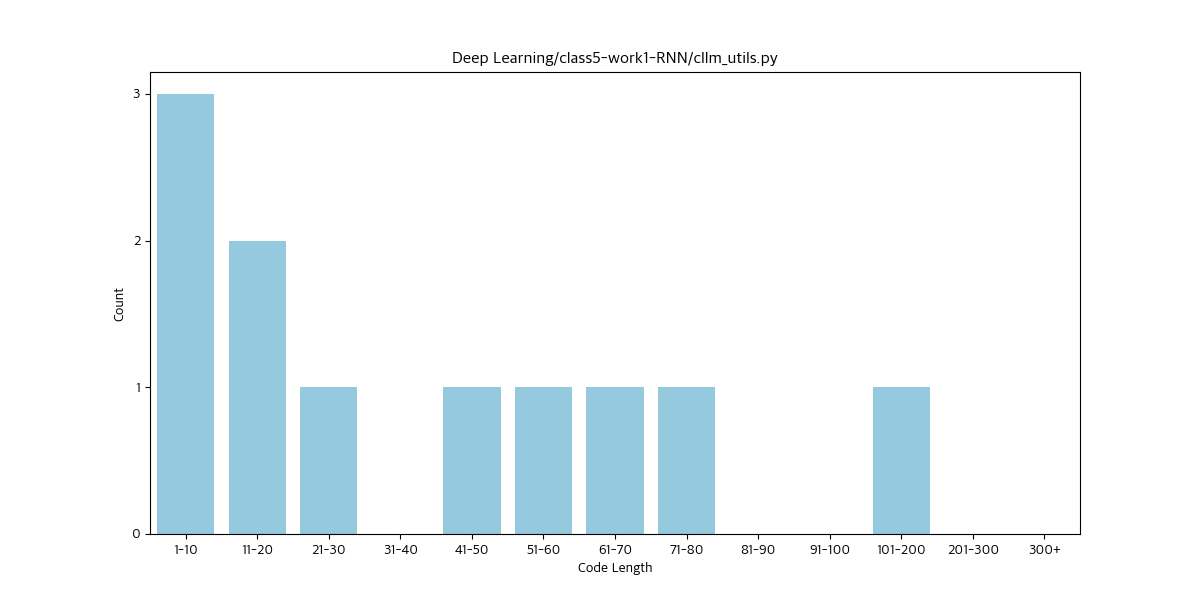 Deep Learning/class5-work1-RNN/cllm_utils.py
3
2
1
0
Count
1-10 11-20 21-30 31-40 41-50 51-60 61-70 71-80 81-90 91-100 101-200 201-300 300+
Code Length